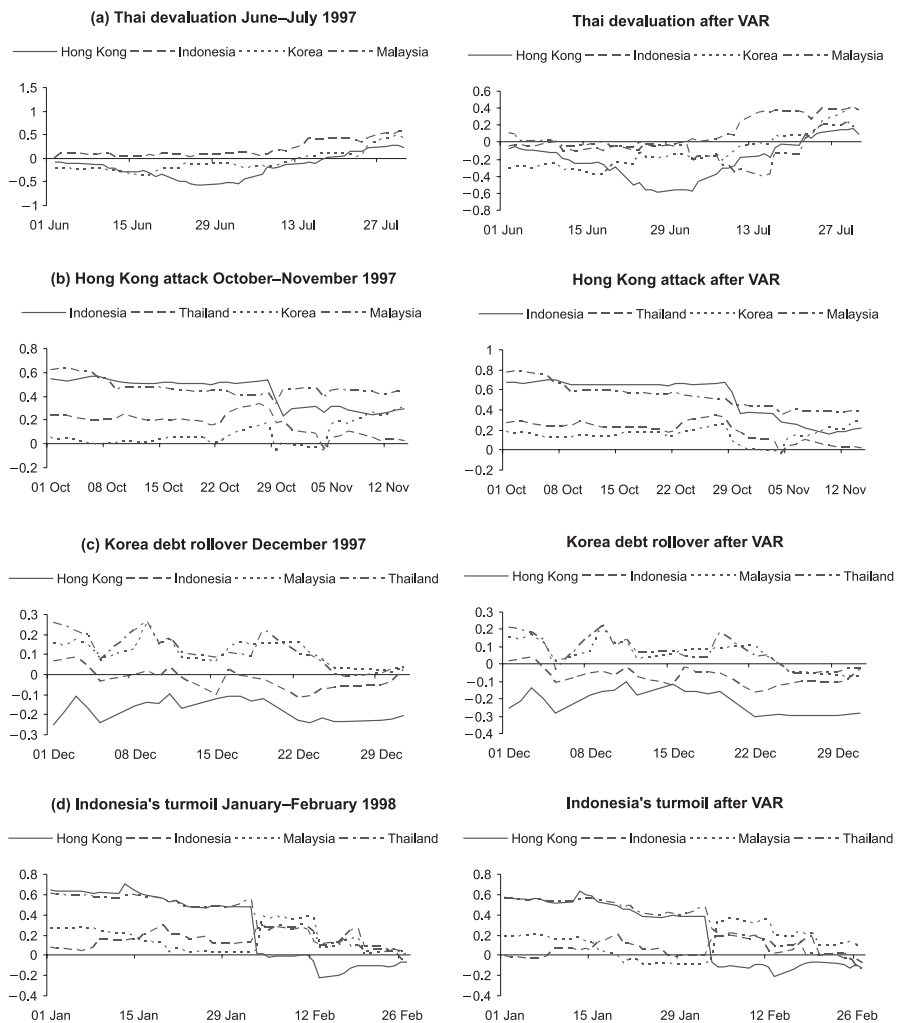 (a) Thai devaluation June–July 1997
Hong Kong Indonesia Korea Malaysia
1.5
1
0.5
0
−0.5
−1
01 Jun 15 Jun 29 Jun 13 Jul 27 Jul
Thai devaluation after VAR
Hong Kong Indonesia Korea Malaysia
0.6
0.4
0.2
0
−0.2
−0.4
−0.6
−0.8
01 Jun 15 Jun 29 Jun 13 Jul 27 Jul
(b) Hong Kong attack October–November 1997
Indonesia Thailand Korea Malaysia
0.8
0.6
0.4
0.2
0
−0.2
01 Oct 08 Oct 15 Oct 22 Oct 29 Oct 05 Nov 12 Nov
Hong Kong attack after VAR
Indonesia Thailand Korea Malaysia
1
0.8
0.6
0.4
0.2
0
−0.2
01 Oct 08 Oct 15 Oct 22 Oct 29 Oct 05 Nov 12 Nov
(c) Korea debt rollover December 1997
Hong Kong Indonesia Malaysia Thailand
0.3
0.2
0.1
0
−0.1
−0.2
−0.3
01 Dec 08 Dec 15 Dec 22 Dec 29 Dec
Korea debt rollover after VAR
Hong Kong Indonesia Malaysia Thailand
0.3
0.2
0.1
0
−0.1
−0.2
−0.3
−0.4
01 Dec 08 Dec 15 Dec 22 Dec 29 Dec
(d) Indonesia's turmoil January–February 1998
Hong Kong Indonesia Malaysia Thailand
0.8
0.6
0.4
0.2
0
−0.2
−0.4
01 Jan 15 Jan 29 Jan 12 Feb 26 Feb
Indonesia's turmoil after VAR
Hong Kong Indonesia Malaysia Thailand
0.8
0.6
0.4
0.2
0
−0.2
−0.4
01 Jan 15 Jan 29 Jan 12 Feb 26 Feb